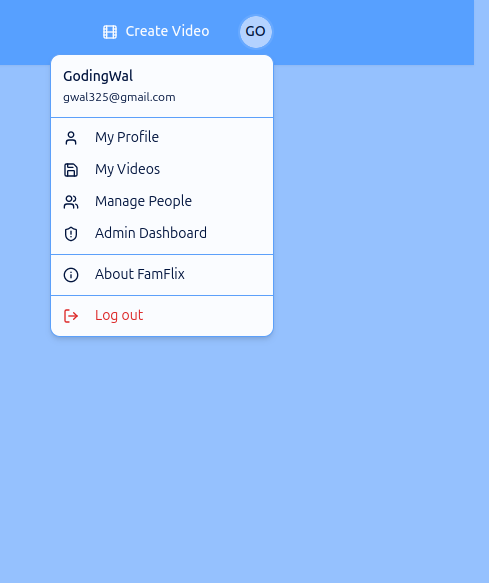 Create Video
GO
GodingWal
gwal325@gmail.com
My Profile
My Videos
Manage People
Admin Dashboard
About FamFlix
Log out